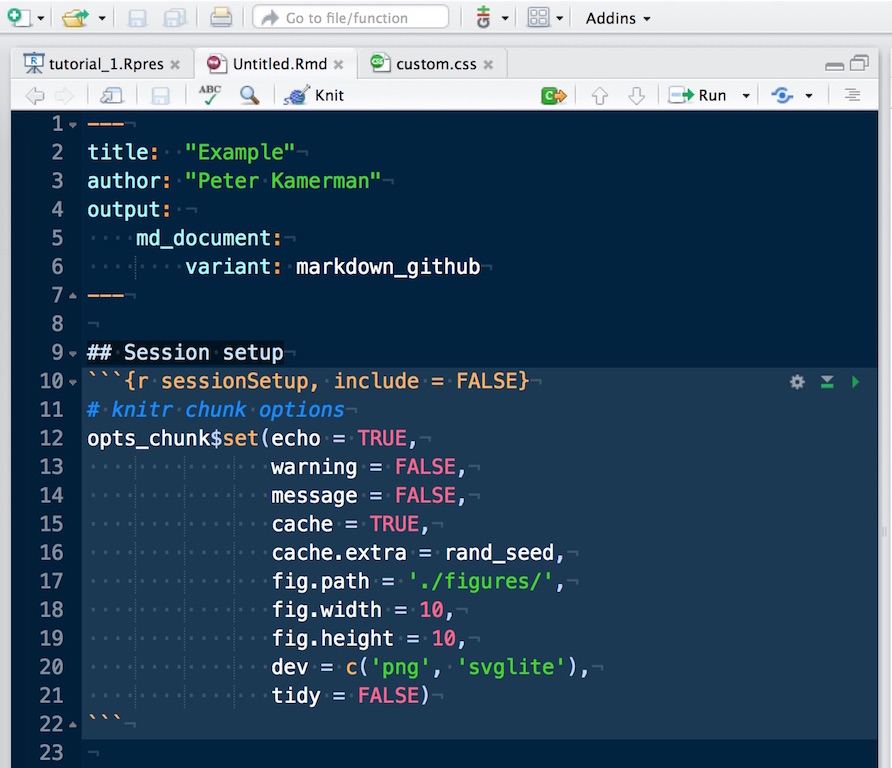 Go to file/function
Addins
tutorial_1.Rpres
Untitled.Rmd
custom.css
ABC
Knit
Run
1 ---
2 title:  "Example"
3 author: "Peter Kamerman"
4 output:
5     md_document:
6         variant: markdown_github
7 ---
8
9 ## Session setup
10 ```{r sessionSetup, include = FALSE}
11 # knitr chunk options
12 opts_chunk$set(echo = TRUE,
13                warning = FALSE,
14                message = FALSE,
15                cache = TRUE,
16                cache.extra = rand_seed,
17                fig.path = './figures/',
18                fig.width = 10,
19                fig.height = 10,
20                dev = c('png', 'svglite'),
21                tidy = FALSE)
22 ```
23